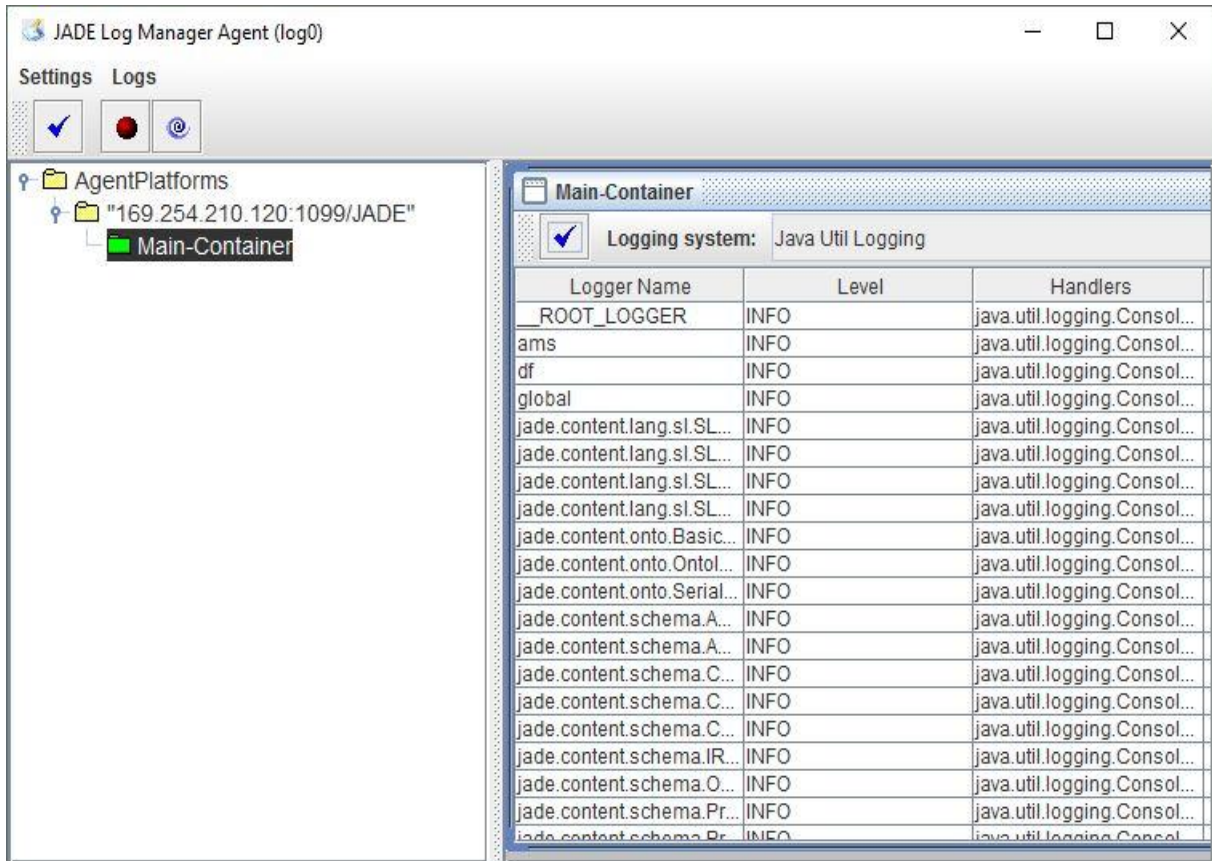 JADE Log Manager Agent (log0)
Settings Logs
AgentPlatforms
"169.254.210.120:1099/JADE"
Main-Container
Main-Container
Logging system: Java Util Logging
Logger Name Level Handlers
__ROOT_LOGGER INFO java.util.logging.Consol...
ams INFO java.util.logging.Consol...
df INFO java.util.logging.Consol...
global INFO java.util.logging.Consol...
jade.content.lang.sl.SL... INFO java.util.logging.Consol...
jade.content.lang.sl.SL... INFO java.util.logging.Consol...
jade.content.lang.sl.SL... INFO java.util.logging.Consol...
jade.content.lang.sl.SL... INFO java.util.logging.Consol...
jade.content.onto.Basic... INFO java.util.logging.Consol...
jade.content.onto.Ontol... INFO java.util.logging.Consol...
jade.content.onto.Serial... INFO java.util.logging.Consol...
jade.content.schema.A... INFO java.util.logging.Consol...
jade.content.schema.A... INFO java.util.logging.Consol...
jade.content.schema.C... INFO java.util.logging.Consol...
jade.content.schema.C... INFO java.util.logging.Consol...
jade.content.schema.C... INFO java.util.logging.Consol...
jade.content.schema.IR... INFO java.util.logging.Consol...
jade.content.schema.O... INFO java.util.logging.Consol...
jade.content.schema.Pr... INFO java.util.logging.Consol...
jade.content.schema.Pr... INFO java.util.logging.Consol...